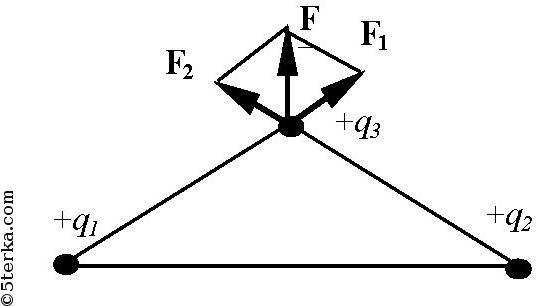 F
F₁
F₂
+q₃
+q₁
+q₂
©5terka.com